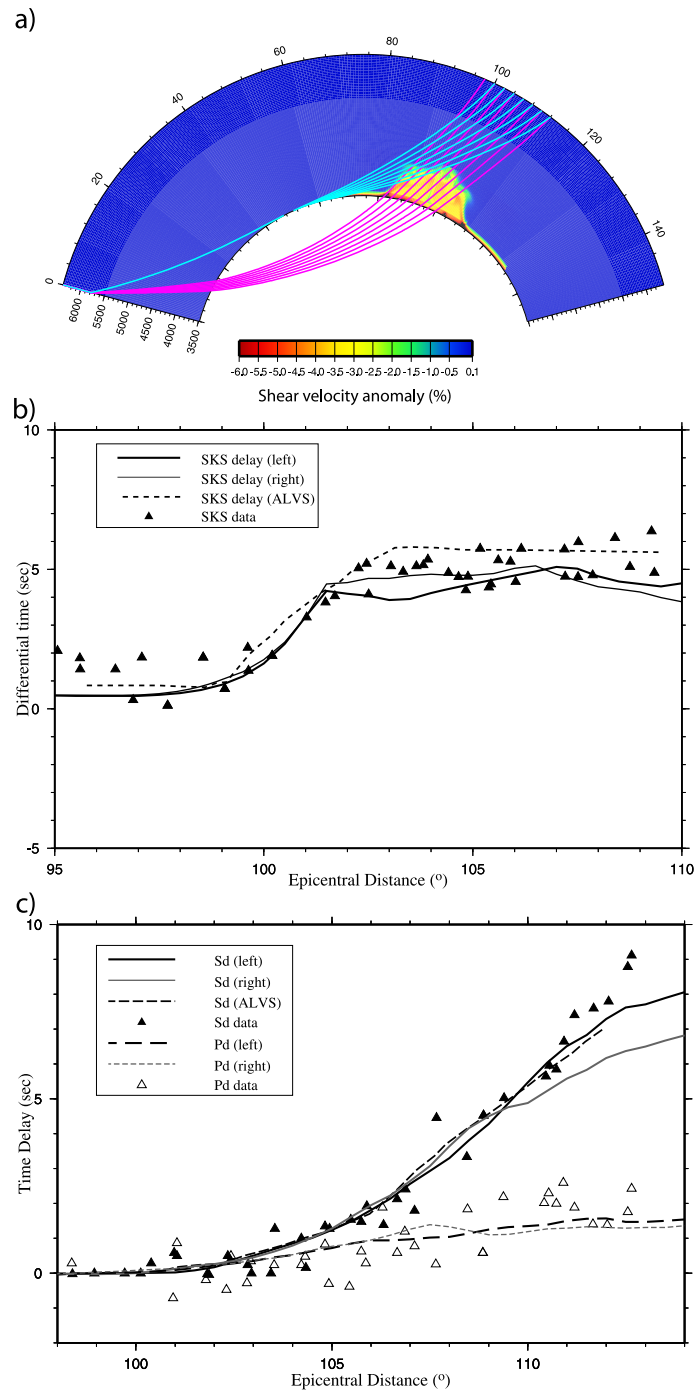 a)
0 20 40 60 80 100 120 140
6000 5500 5000 4500 4000 3500
-6.0 -5.5 -5.0 -4.5 -4.0 -3.5 -3.0 -2.5 -2.0 -1.5 -1.0 -0.5 0.1
Shear velocity anomaly (%)
b)
10
5
0
-5
Differential time (sec)
SKS delay (left)
SKS delay (right)
SKS delay (ALVS)
SKS data
95 100 105 110
Epicentral Distance (º)
c)
10
5
0
Time Delay (sec)
Sd (left)
Sd (right)
Sd (ALVS)
Sd data
Pd (left)
Pd (right)
Pd data
100 105 110
Epicentral Distance (º)